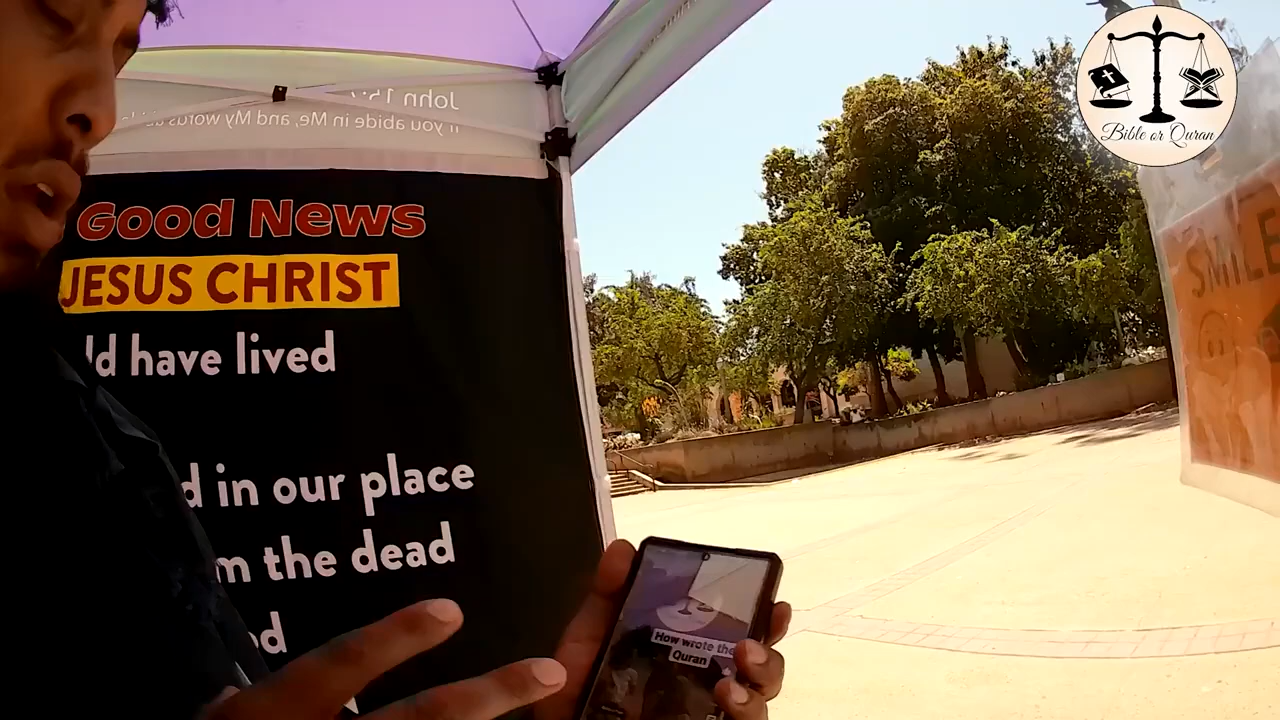 John 15:7
If you abide in Me, and My words
Good News
JESUS CHRIST
ld have lived
d in our place
m the dead
ed
How wrote the
Quran
Bible or Quran
SMILE